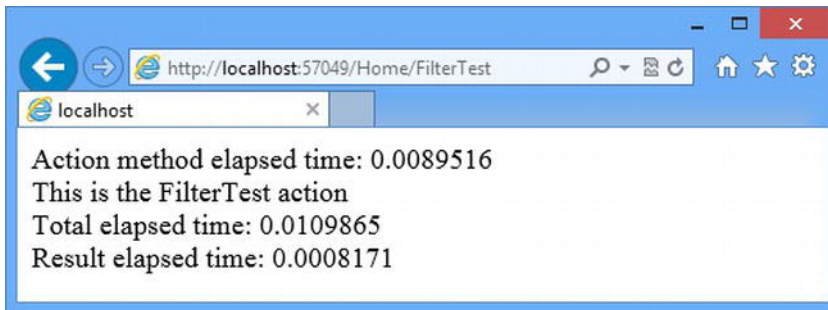 http://localhost:57049/Home/FilterTest
localhost
Action method elapsed time: 0.0089516
This is the FilterTest action
Total elapsed time: 0.0109865
Result elapsed time: 0.0008171